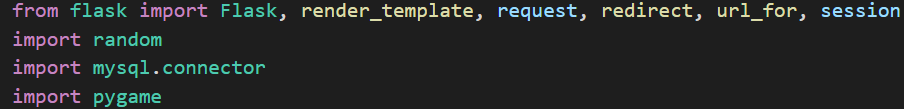 from flask import Flask, render_template, request, redirect, url_for, session
import random
import mysql.connector
import pygame